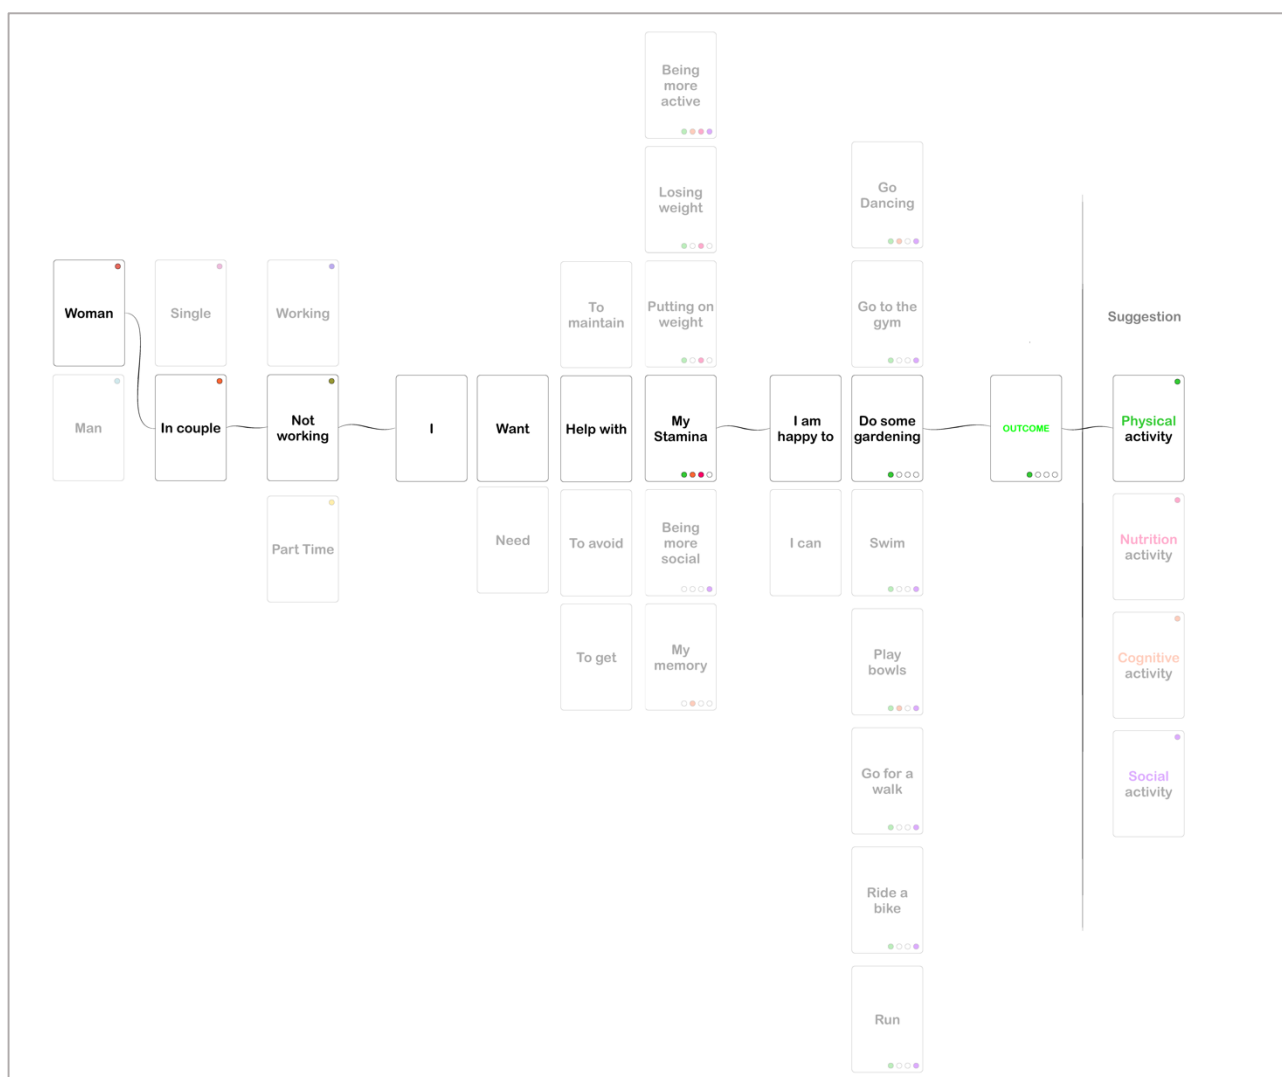 Being
more
active
Losing
weight
Go
Dancing
Woman
Single
Working
To
maintain
Putting on
weight
Go to the
gym
Suggestion
Man
In couple
Not
working
I
Want
Help with
My
Stamina
I am
happy to
Do some
gardening
OUTCOME
Physical
activity
Part Time
Need
To avoid
Being
more
social
I can
Swim
Nutrition
activity
To get
My
memory
Play
bowls
Cognitive
activity
Go for a
walk
Social
activity
Ride a
bike
Run